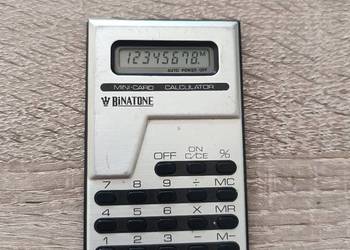 12345678.M
AUTO POWER OFF
MINI-CARD CALCULATOR
BINATONE
ON
OFF C/CE %
7 8 9 ÷ MC
4 5 6 X MR
1 2 3 − M−